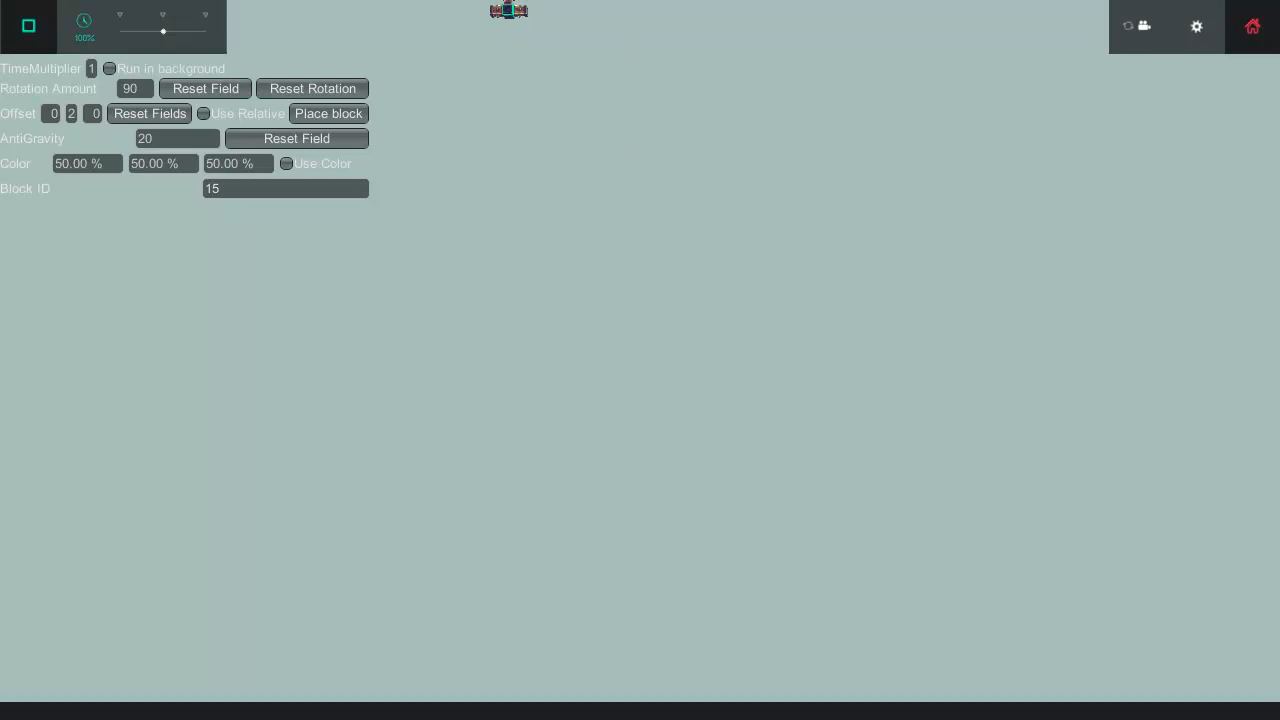 100%
TimeMultiplier 1 Run in background
Rotation Amount 90 Reset Field Reset Rotation
Offset 0 2 0 Reset Fields Use Relative Place block
AntiGravity 20 Reset Field
Color 50.00 % 50.00 % 50.00 % Use Color
Block ID 15